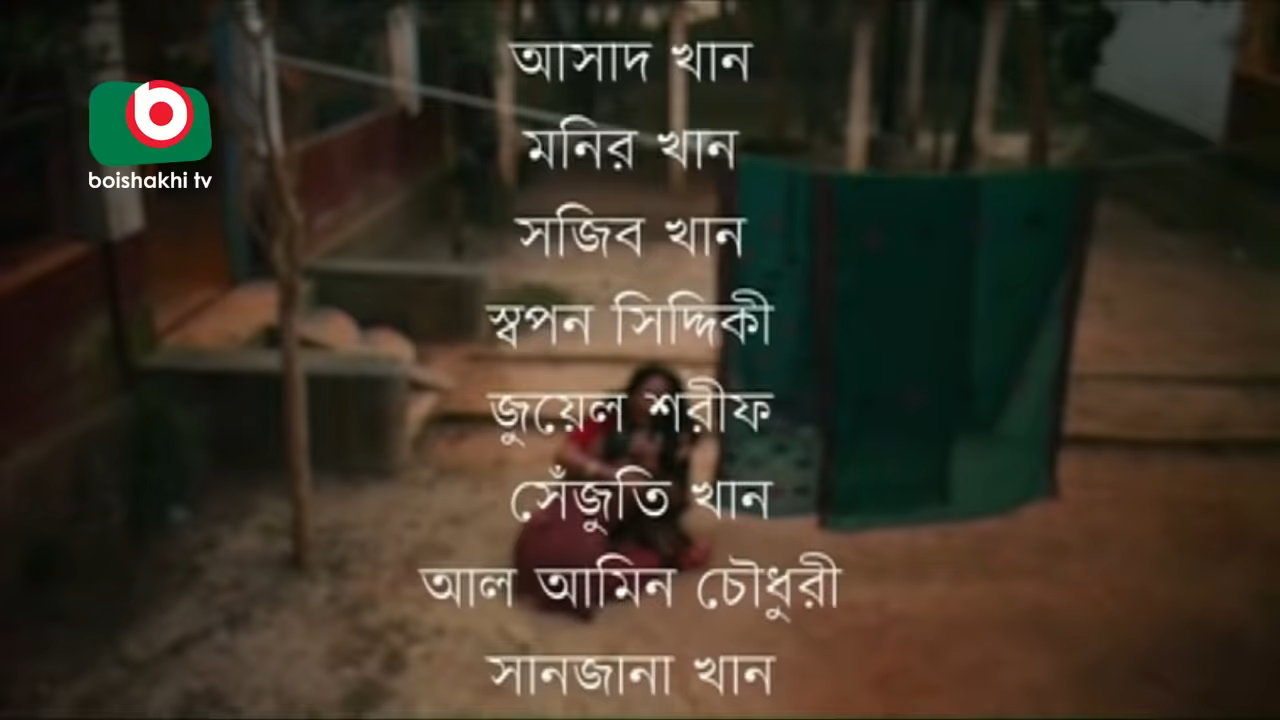 আসাদ খান
মনির খান
boishakhi tv
সজিব খান
স্বপন সিদ্দিকী
জুয়েল শরীফ
সেঁজুতি খান
আল আমিন চৌধুরী
সানজানা খান